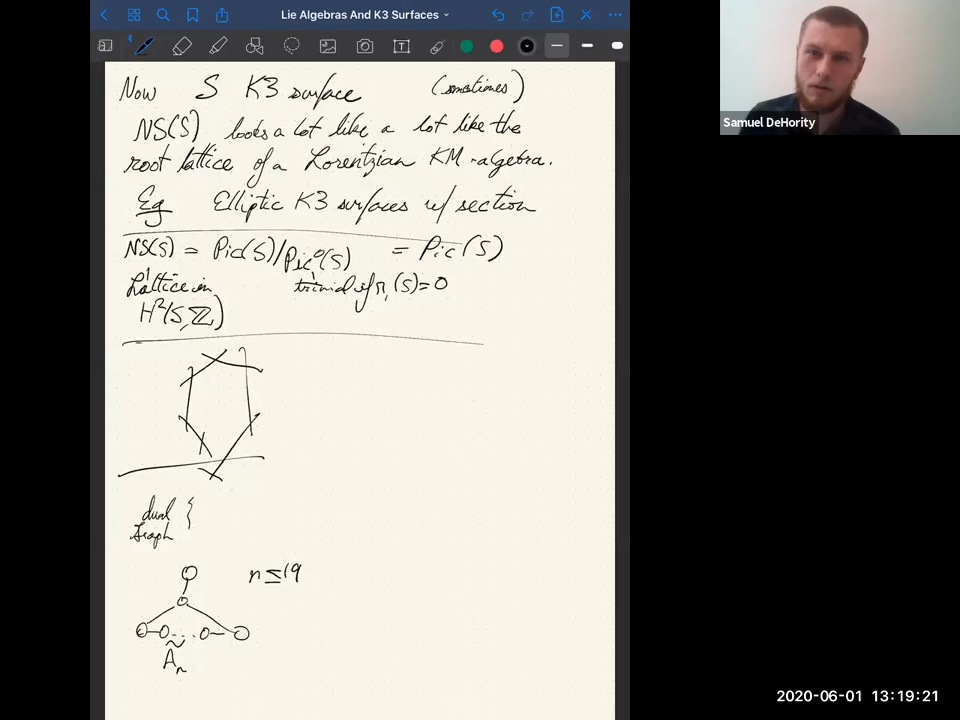 Lie Algebras And K3 Surfaces
Now S K3 surface (sometimes)
NS(S) looks a lot like a lot like the
root lattice of a Lorentzian KM-algebra.
Eg Elliptic K3 surfaces w/ section
NS(S) = Pic(S)/Pic⁰(S) = Pic(S)
Lattice in trivial if π₁(S)=0
H²(S,ℤ)
dual
graph
n≤19
Ãₙ
Samuel DeHority
2020-06-01 13:19:21